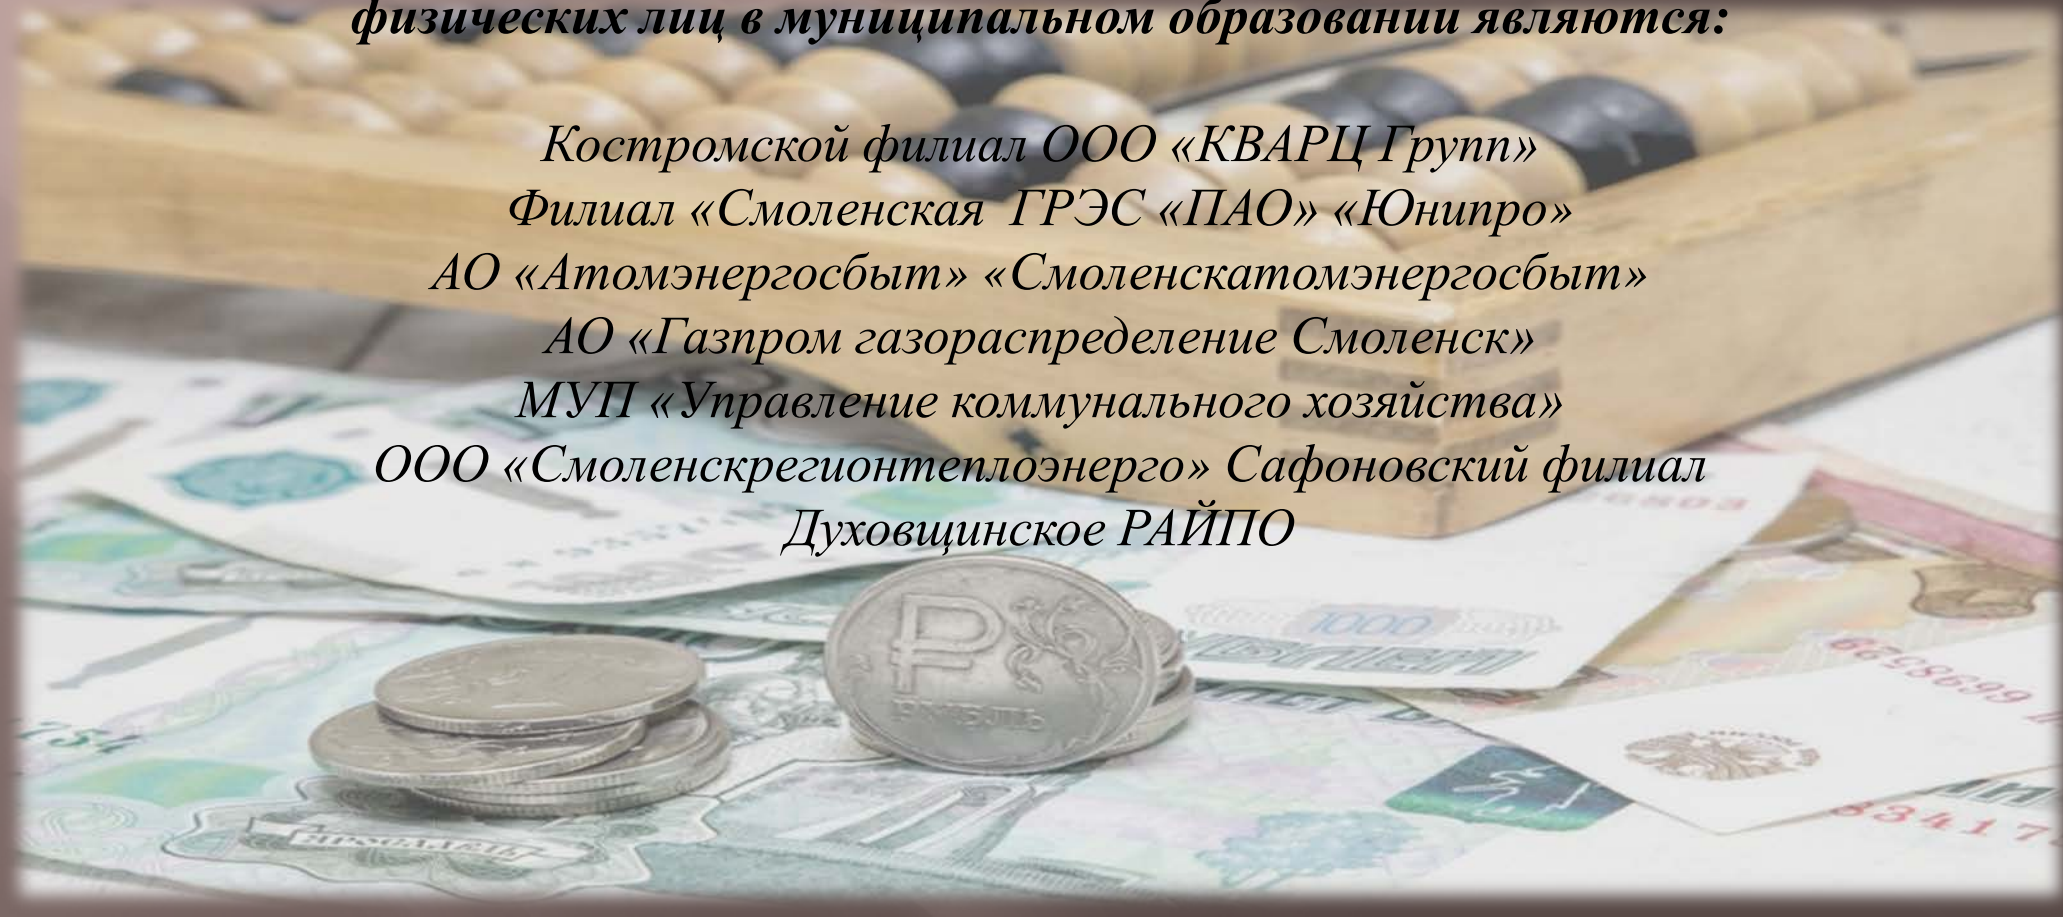 физических лиц в муниципальном образовании являются:
Костромской филиал ООО «КВАРЦ Групп»
Филиал «Смоленская ГРЭС «ПАО» «Юнипро»
АО «Атомэнергосбыт» «Смоленскатомэнергосбыт»
АО «Газпром газораспределение Смоленск»
МУП «Управление коммунального хозяйства»
ООО «Смоленскрегионтеплоэнерго» Сафоновский филиал
Духовщинское РАЙПО
1000